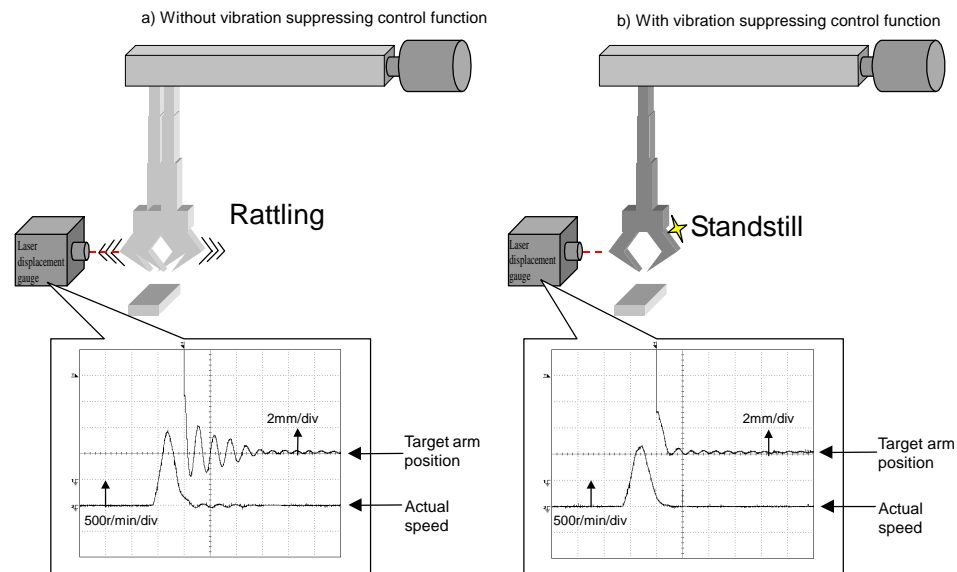 a) Without vibration suppressing control function
b) With vibration suppressing control function
Rattling
Laser
displacement
gauge
2mm/div
Target arm
position
500r/min/div
Actual
speed
Standstill
Laser
displacement
gauge
2mm/div
Target arm
position
500r/min/div
Actual
speed